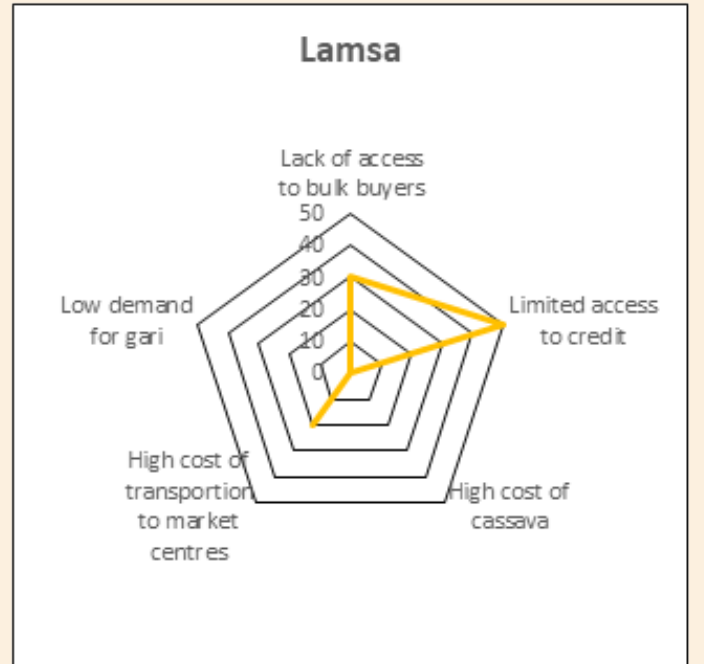 Lamsa
Lack of access
to bulk buyers
50
40
30
20
10
0
Limited access
to credit
High cost of
cassava
High cost of
transportion
to market
centres
Low demand
for gari